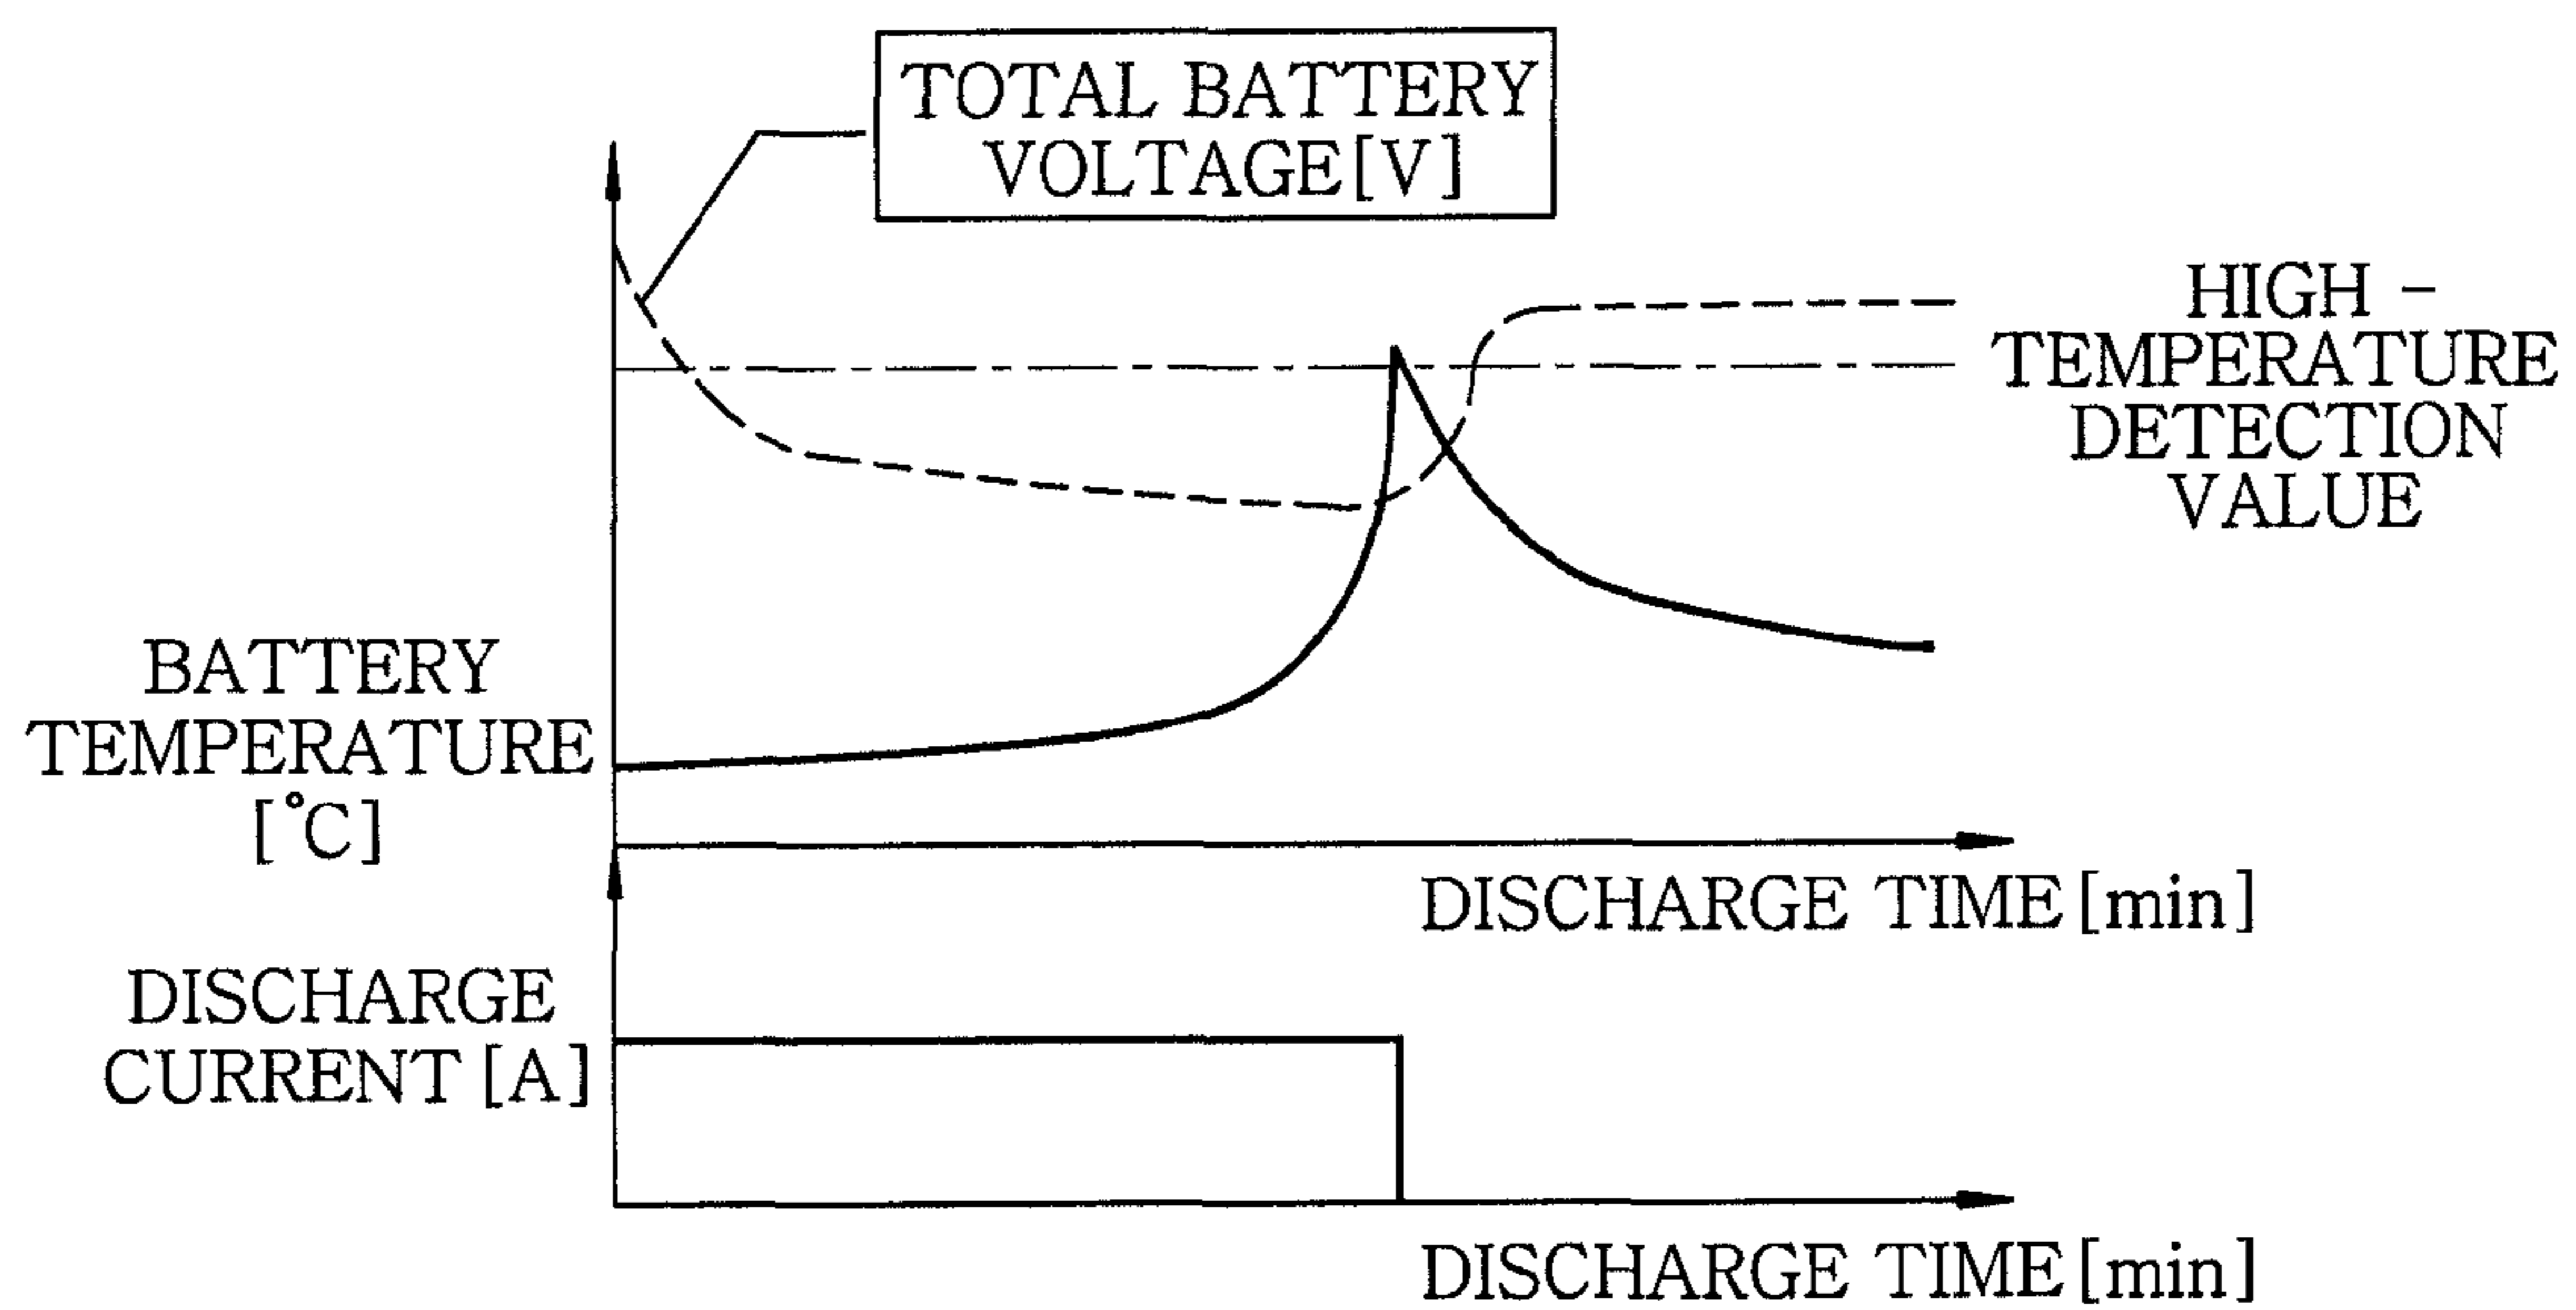 TOTAL BATTERY
VOLTAGE[V]
HIGH -
TEMPERATURE
DETECTION
VALUE
BATTERY
TEMPERATURE
[°C]
DISCHARGE TIME[min]
DISCHARGE
CURRENT[A]
DISCHARGE TIME[min]